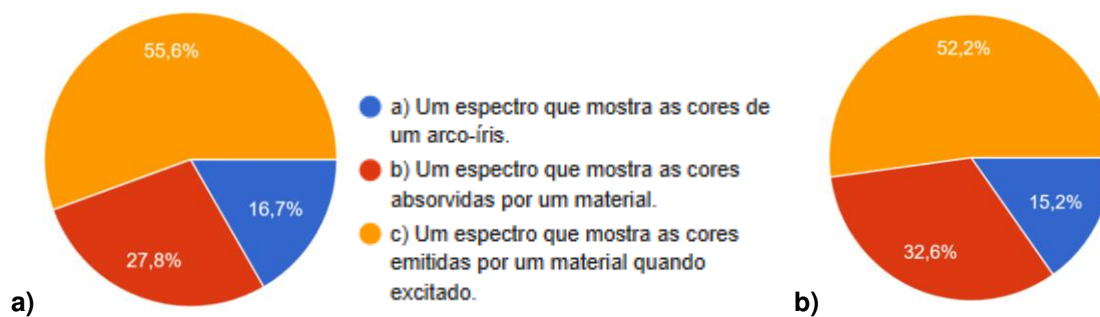 55,6%
16,7%
27,8%
a)
a) Um espectro que mostra as cores de
um arco-íris.
b) Um espectro que mostra as cores
absorvidas por um material.
c) Um espectro que mostra as cores
emitidas por um material quando
excitado.
52,2%
15,2%
32,6%
b)